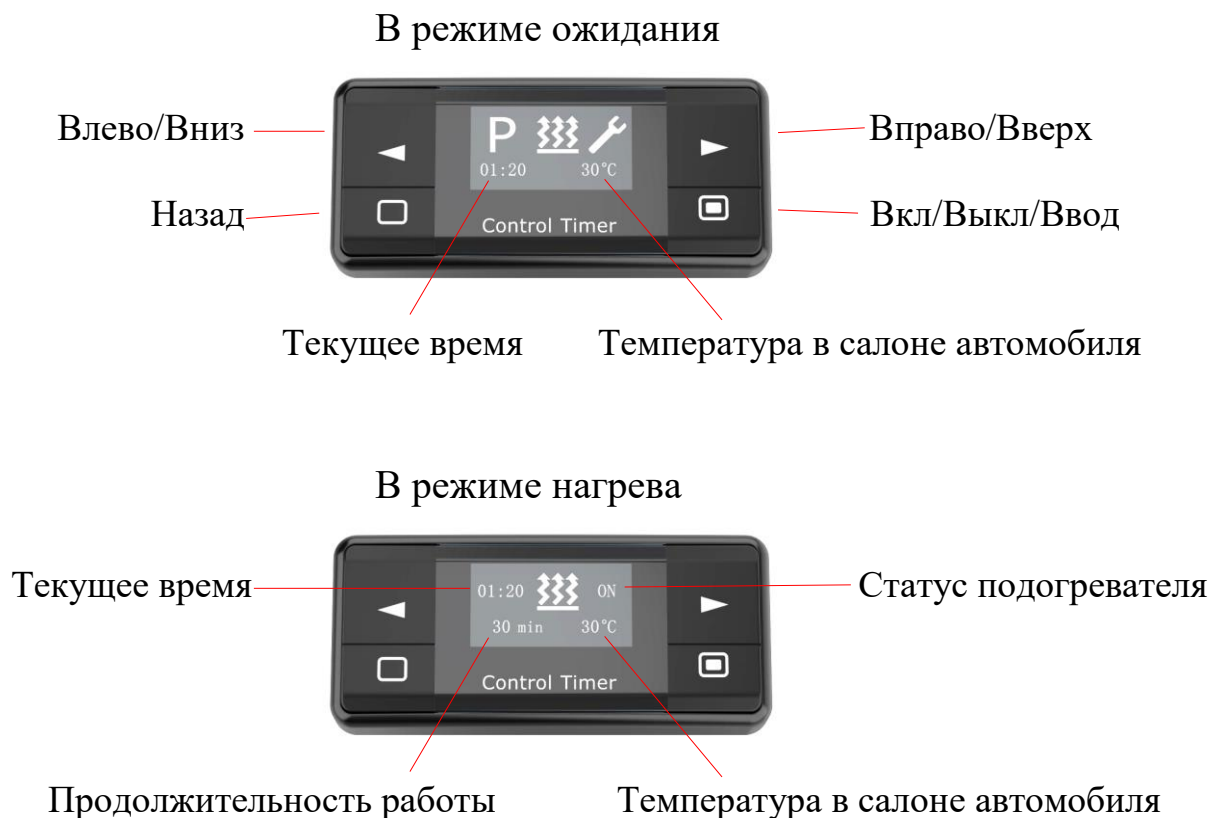 В режиме ожидания
Влево/Вниз
Вправо/Вверх
P
01:20 30℃
Назад
Вкл/Выкл/Ввод
Control Timer
Текущее время
Температура в салоне автомобиля
В режиме нагрева
Текущее время
01:20 ON
Статус подогревателя
30 min 30℃
Control Timer
Продолжительность работы
Температура в салоне автомобиля